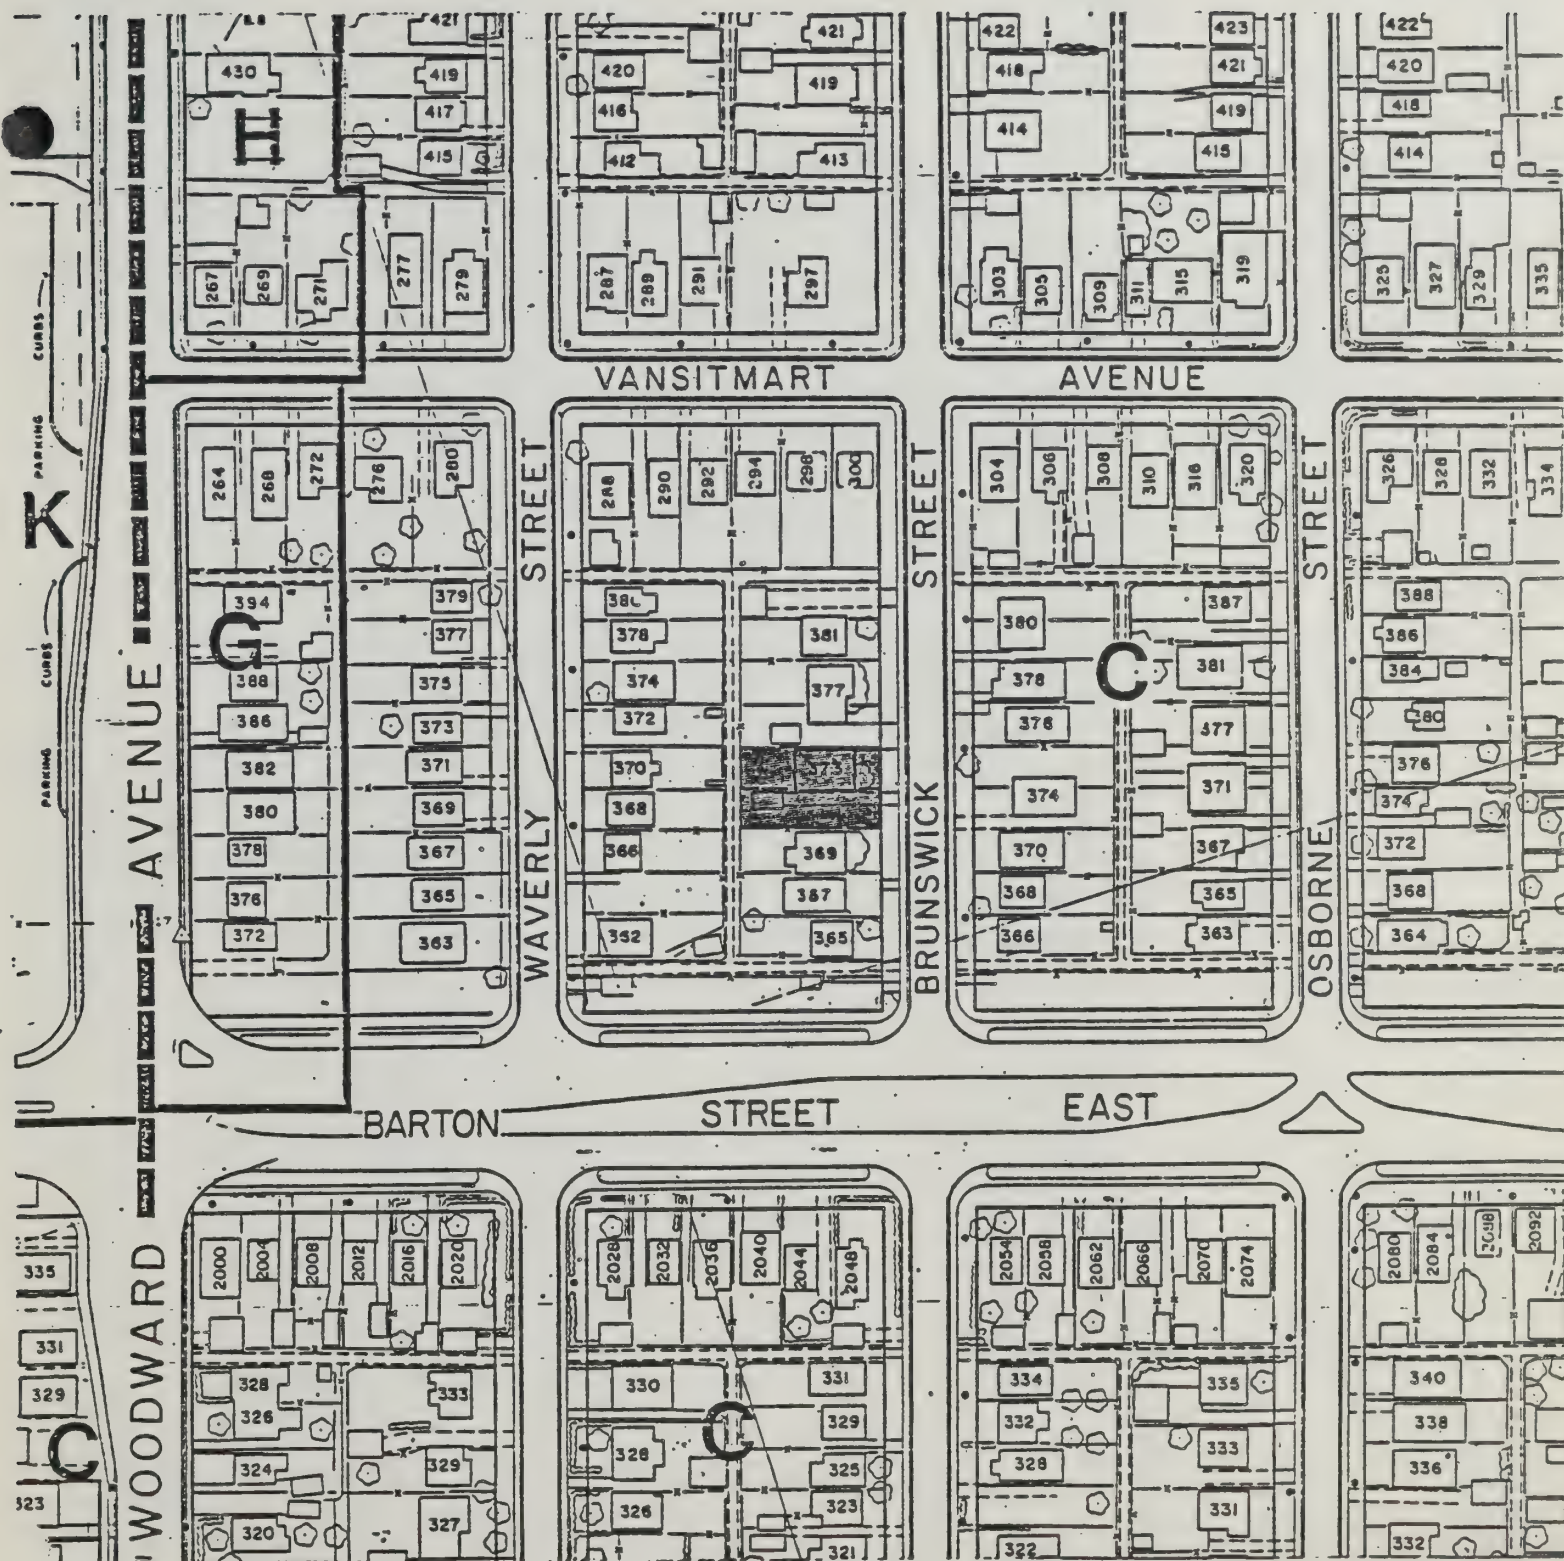 421 421 422 423 422
430 419 420 419 418 421 420
H 417 416 414 419 418
415 412 413 415 414
267 269 271 277 279 287 289 291 297 303 305 309 311 315 319 325 327 329 335
CURBS
PARKING
VANSITMART AVENUE
264 268 272 276 280 288 290 292 294 298 300 304 306 308 310 316 320 326 328 332 334
K
STREET STREET STREET
394 379 378 381 380 387 388
G 377 374 377 378 C 381 386
388 375 372 376 377 384
386 373 370 373 374 371 380
382 371 368 369 370 367 376
380 369 366 367 368 365 374
378 367 352 365 366 363 372
376 365 368
372 363 364
CURBS
PARKING
AVENUE
WAVERLY
BRUNSWICK
OSBORNE
BARTON STREET EAST
WOODWARD
2000 2004 2008 2012 2016 2020 2028 2032 2036 2040 2044 2048 2054 2058 2062 2066 2070 2074 2080 2084 2088 2092
335
331 328 333 330 331 334 335 340
329 326 C 329 332 338
C 324 329 328 325 328 333 336
323 320 327 326 323 331 332
321 322